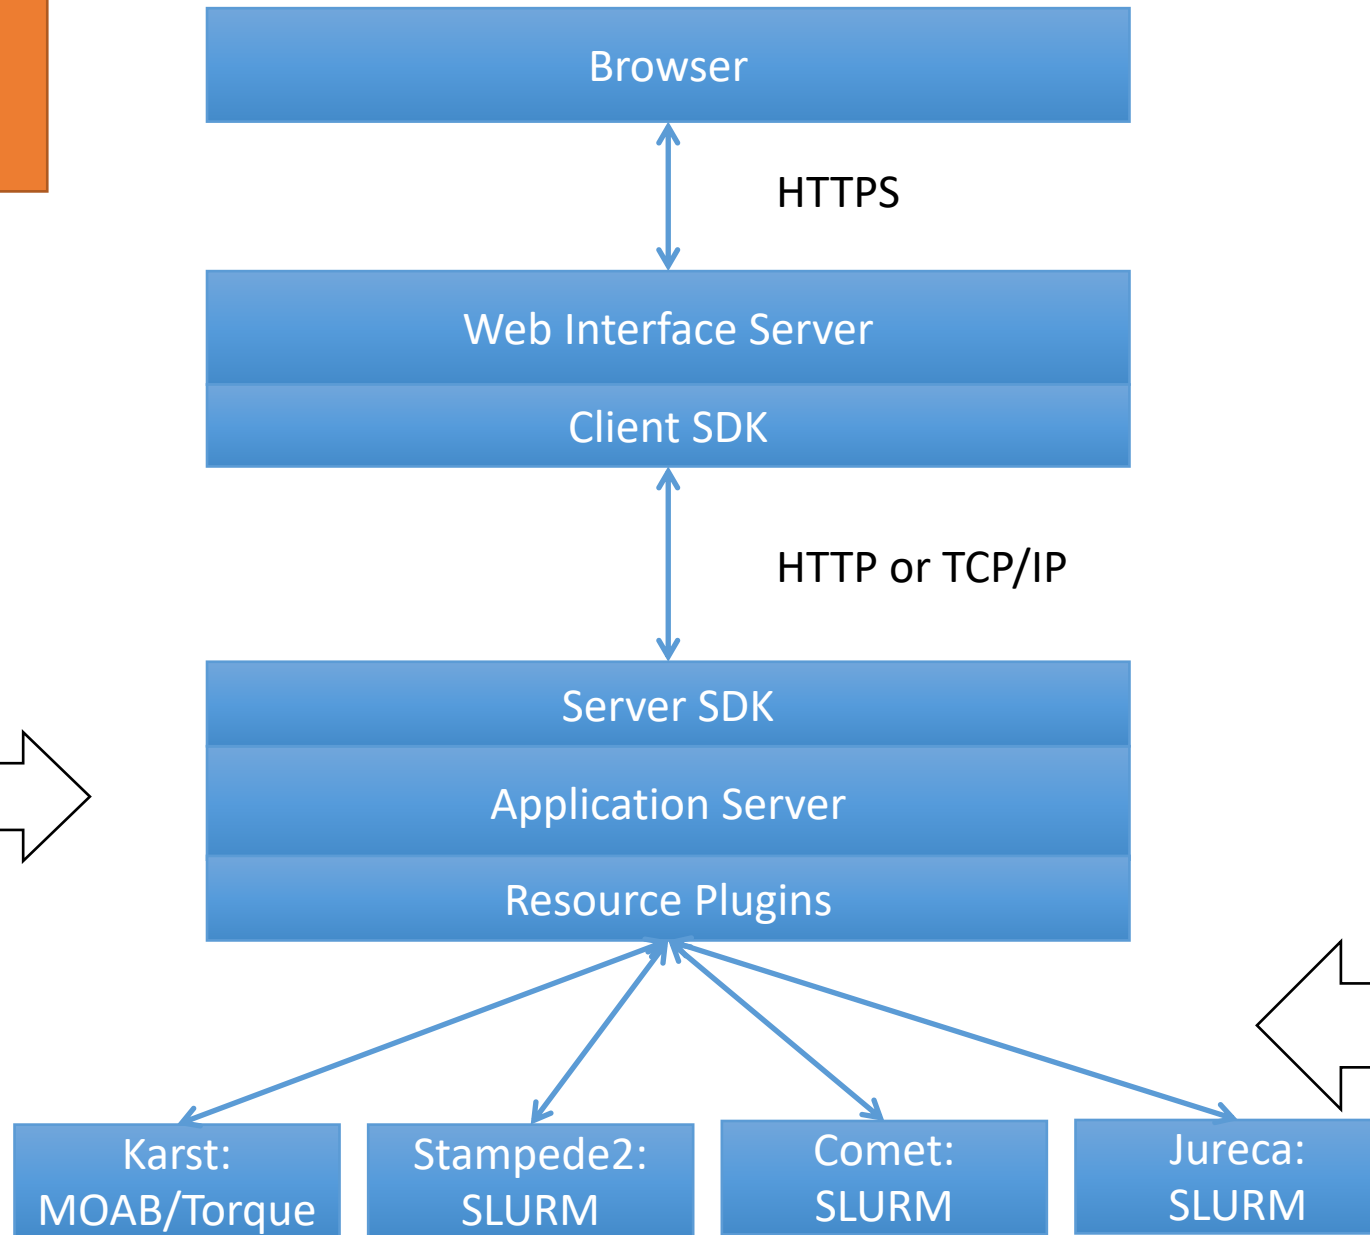 Browser
HTTPS
Web Interface Server
Client SDK
HTTP or TCP/IP
Server SDK
Application Server
Resource Plugins
Karst:
MOAB/Torque
Stampede2:
SLURM
Comet:
SLURM
Jureca:
SLURM